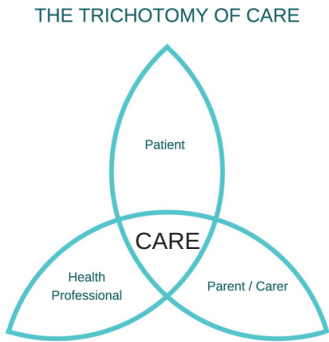 THE TRICHOTOMY OF CARE
Patient
CARE
Health
Professional
Parent / Carer